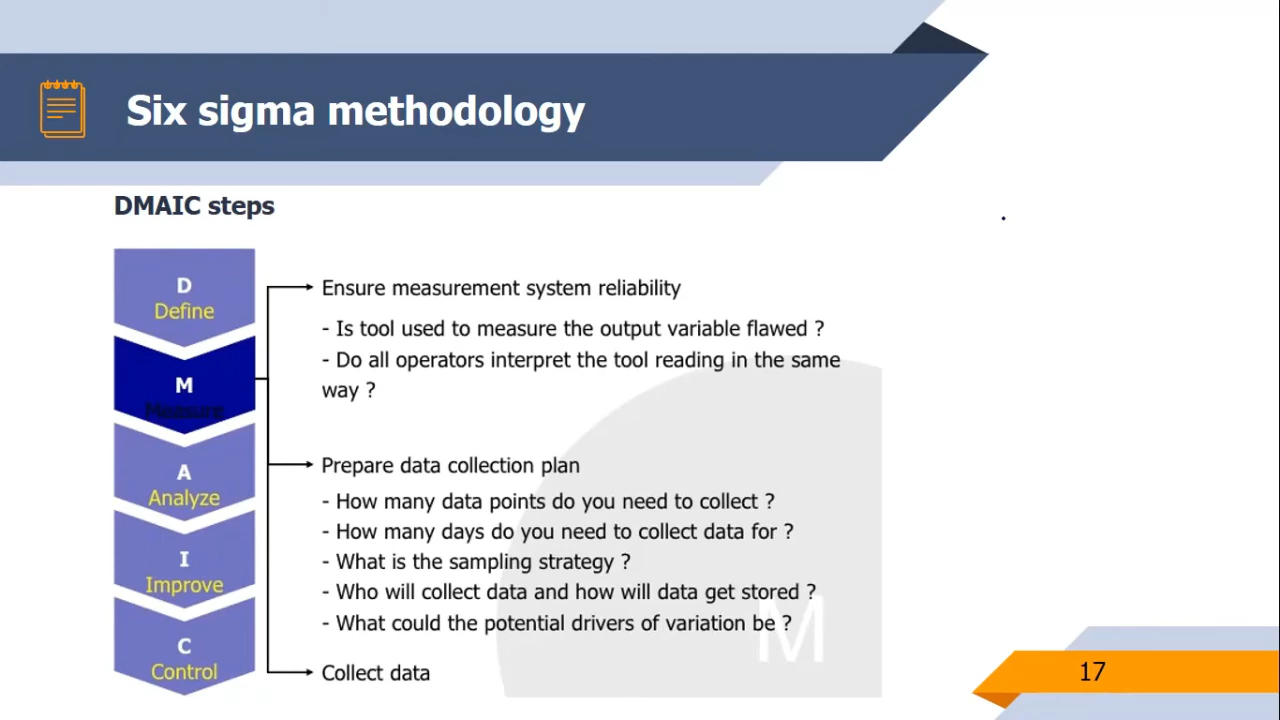 Six sigma methodology
DMAIC steps
D
Define
M
Measure
A
Analyze
I
Improve
C
Control
Ensure measurement system reliability
- Is tool used to measure the output variable flawed ?
- Do all operators interpret the tool reading in the same
way ?
Prepare data collection plan
- How many data points do you need to collect ?
- How many days do you need to collect data for ?
- What is the sampling strategy ?
- Who will collect data and how will data get stored ?
- What could the potential drivers of variation be ?
M
Collect data
17